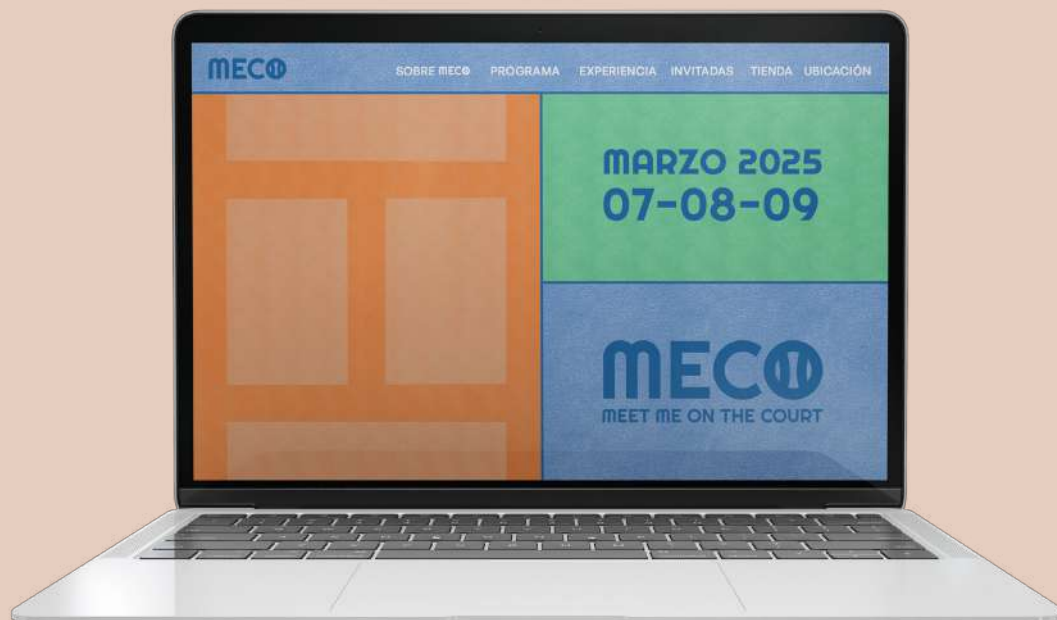 MECO
SOBRE MECO PROGRAMA EXPERIENCIA INVITADAS TIENDA UBICACIÓN
MARZO 2025
07-08-09
MECO
MEET ME ON THE COURT